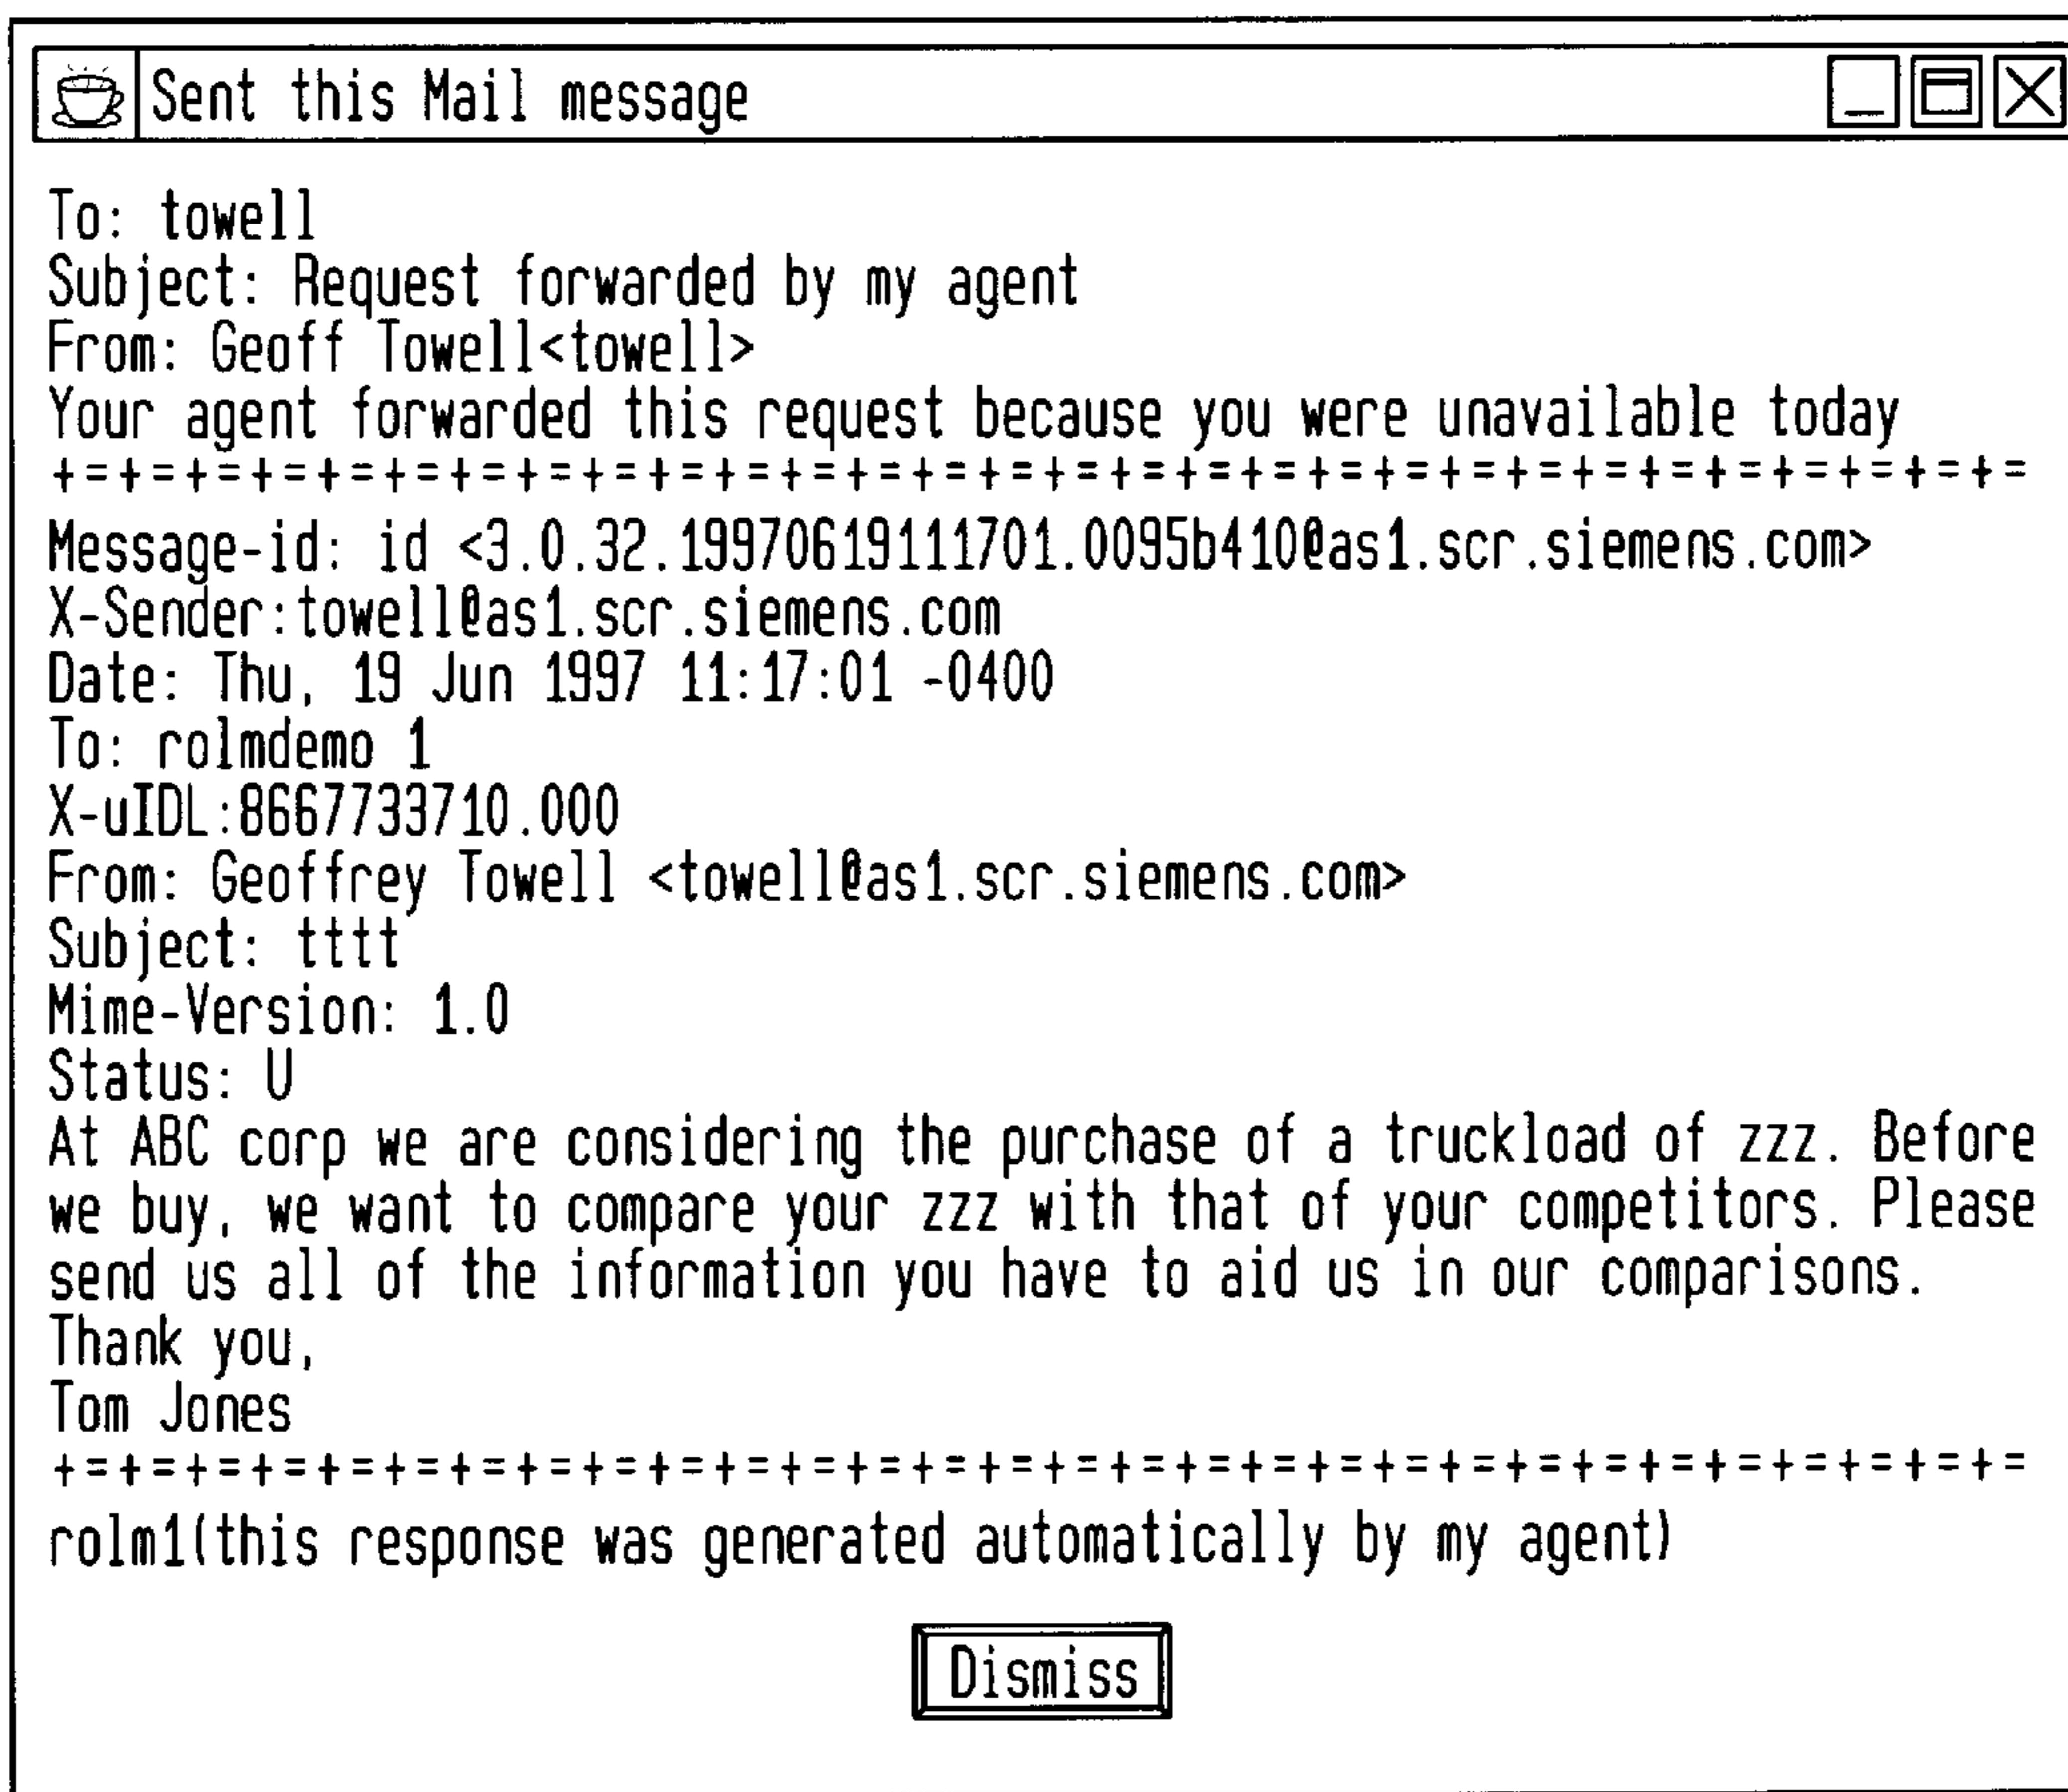 Sent this Mail message
To: towell
Subject: Request forwarded by my agent
From: Geoff Towell<towell>
Your agent forwarded this request because you were unavailable today
+=+=+=+=+=+=+=+=+=+=+=+=+=+=+=+=+=+=+=+=+=+=+=+=+=+=+=+=+=+=
Message-id: id <3.0.32.19970619111701.0095b410@as1.scr.siemens.com>
X-Sender:towell@as1.scr.siemens.com
Date: Thu, 19 Jun 1997 11:17:01 -0400
To: rolmdemo 1
X-uIDL:8667733710.000
From: Geoffrey Towell <towell@as1.scr.siemens.com>
Subject: tttt
Mime-Version: 1.0
Status: U
At ABC corp we are considering the purchase of a truckload of zzz. Before
we buy, we want to compare your zzz with that of your competitors. Please
send us all of the information you have to aid us in our comparisons.
Thank you,
Tom Jones
+=+=+=+=+=+=+=+=+=+=+=+=+=+=+=+=+=+=+=+=+=+=+=+=+=+=+=+=+=+=
rolm1(this response was generated automatically by my agent)
Dismiss